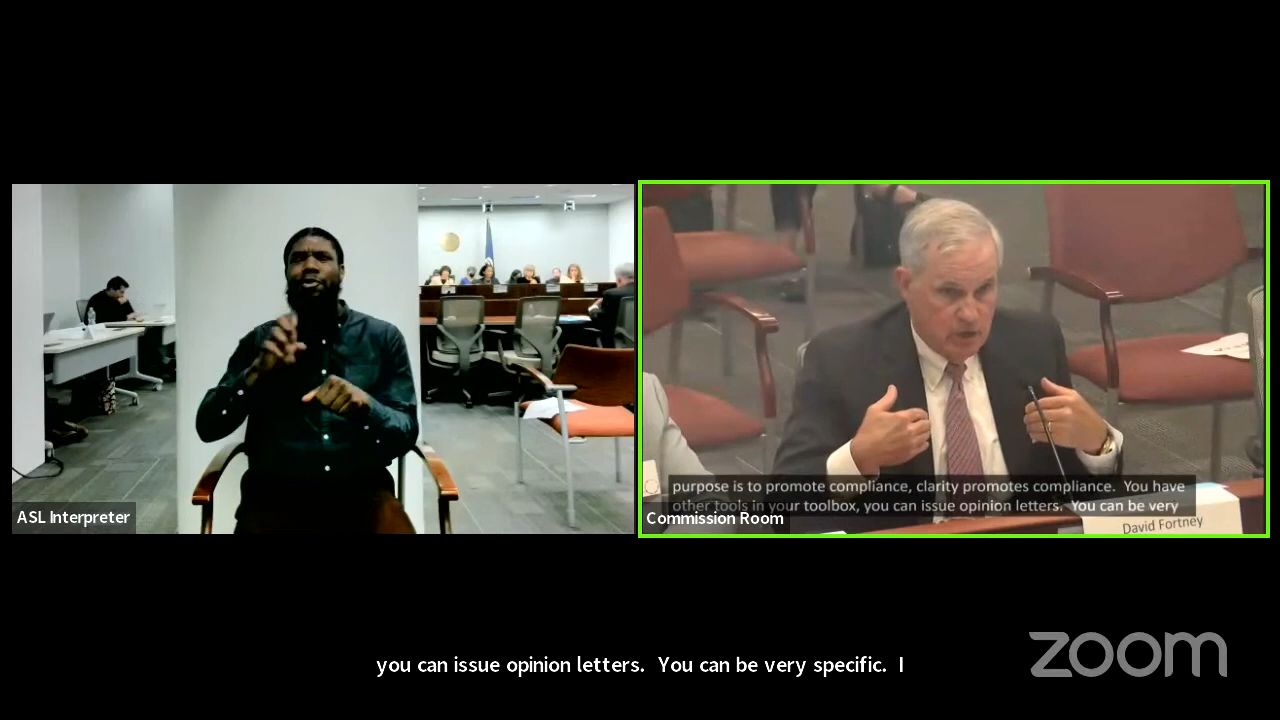 purpose is to promote compliance, clarity promotes compliance.  You have
other tools in your toolbox, you can issue opinion letters.  You can be very
ASL Interpreter
Commission Room
David Fortney
you can issue opinion letters.  You can be very specific.  I
zoom